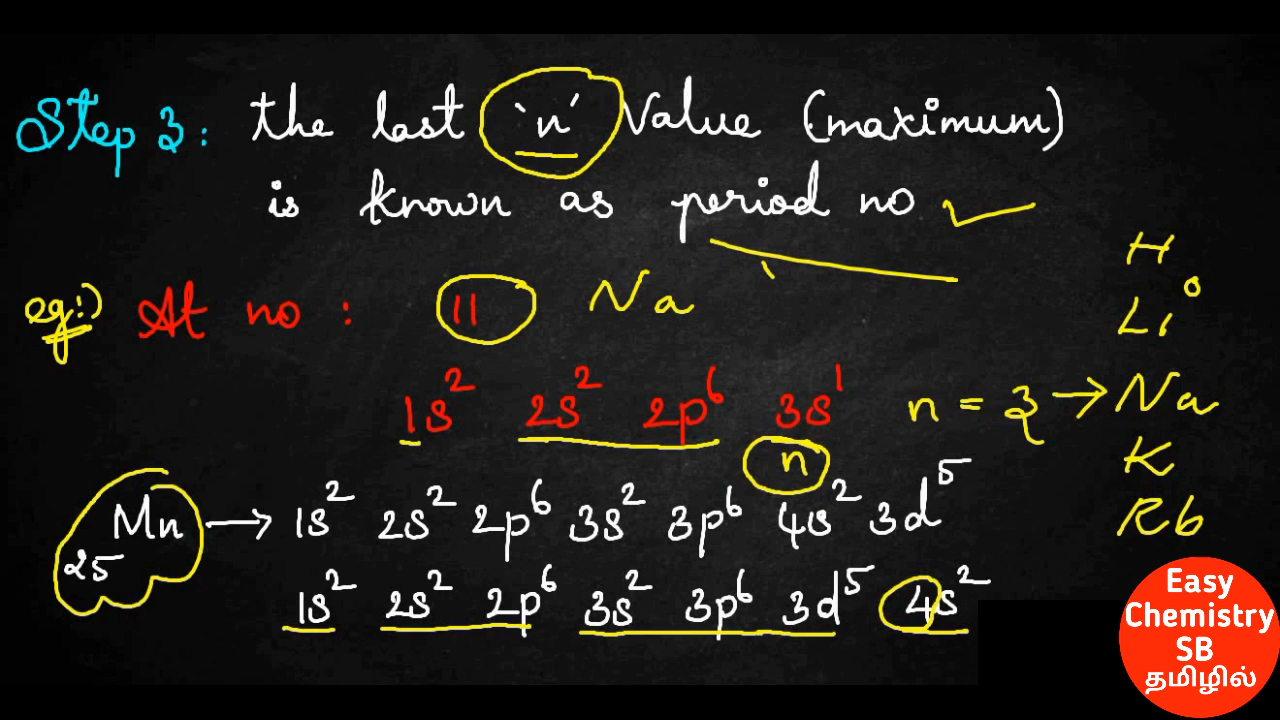 Step 3: the last 'n' Value (maximum)
is known as period no ✓
eg:) At no : 11 Na
1s² 2s² 2p⁶ 3s¹ n = 3 → Na
n
₂₅Mn → 1s² 2s² 2p⁶ 3s² 3p⁶ 4s² 3d⁵
1s² 2s² 2p⁶ 3s² 3p⁶ 3d⁵ 4s²
H
Li
K
Rb
Easy
Chemistry
SB
தமிழில்